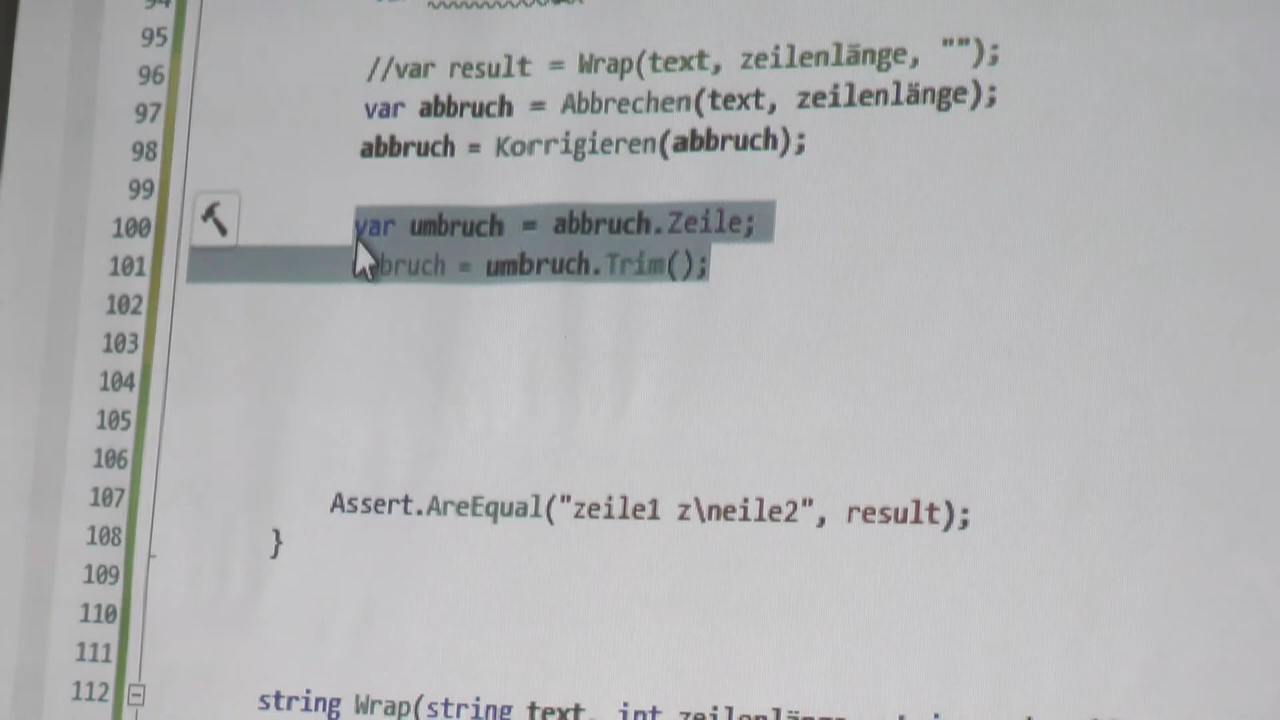 95
96 //var result = Wrap(text, zeilenlänge, "");
97 var abbruch = Abbrechen(text, zeilenlänge);
98 abbruch = Korrigieren(abbruch);
99
100 var umbruch = abbruch.Zeile;
101 bruch = umbruch.Trim();
102
103
104
105
106
107 Assert.AreEqual("zeile1 z\neile2", result);
108 }
109
110
111
112 string Wrap(string text, int zeilenlänge